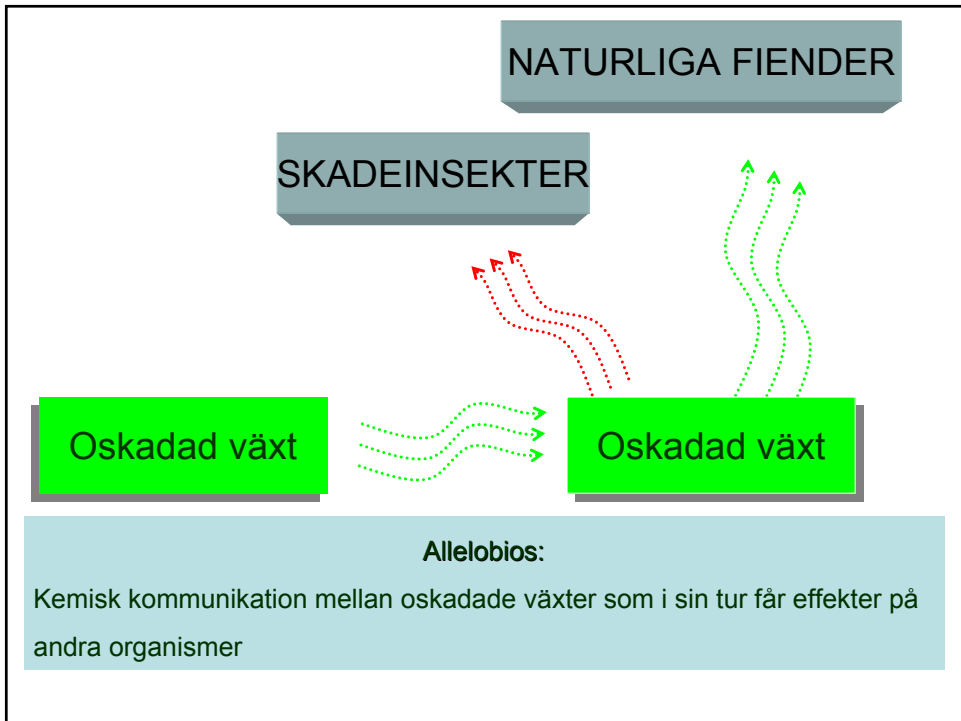 NATURLIGA FIENDER
SKADEINSEKTER
Oskadad växt
Oskadad växt
Allelobios:
Kemisk kommunikation mellan oskadade växter som i sin tur får effekter på
andra organismer